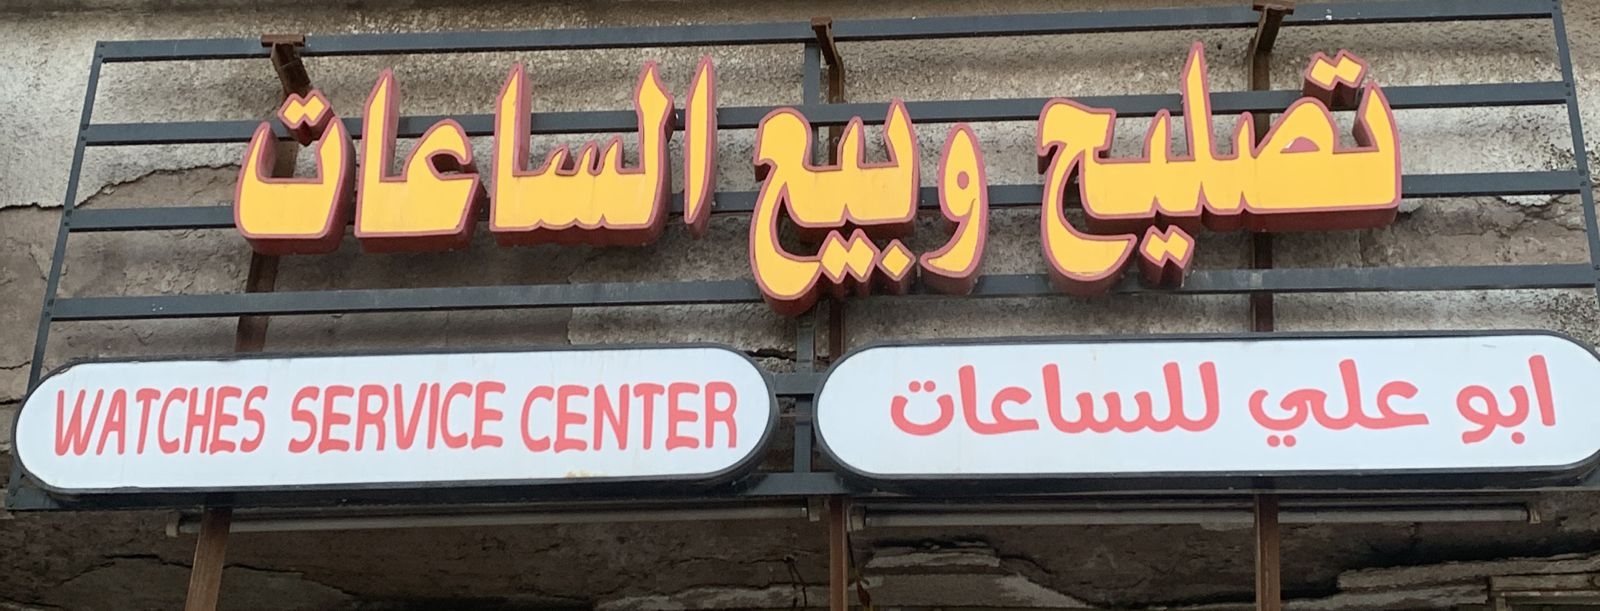 تصليح وبيع الساعات
ابو علي للساعات
WATCHES SERVICE CENTER